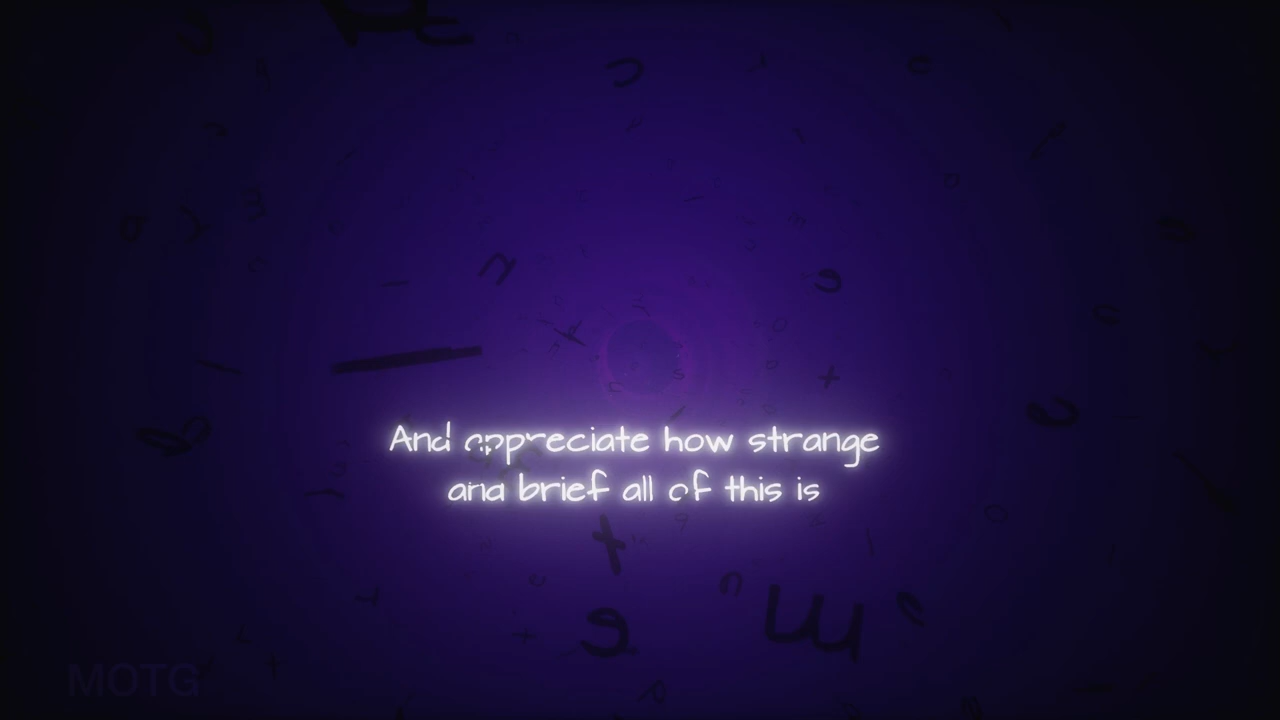 And appreciate how strange
and brief all of this is
MOTG